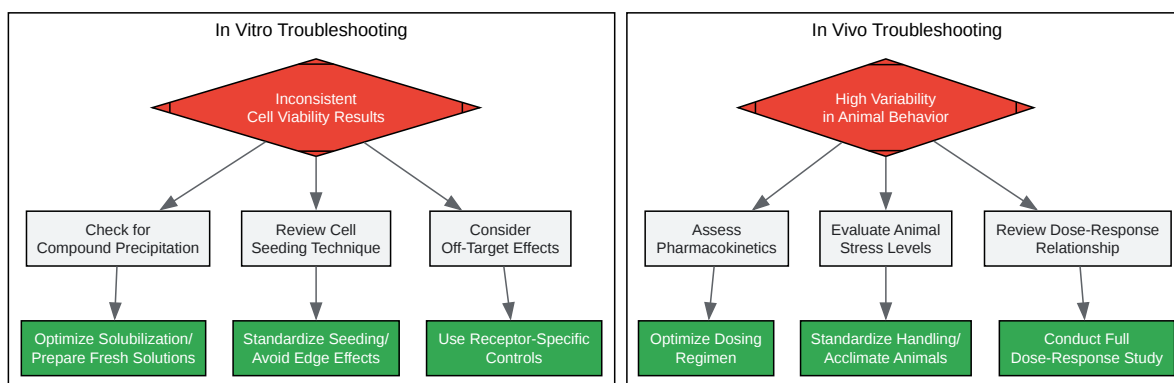 In Vitro Troubleshooting
Inconsistent
Cell Viability Results
Check for
Compound Precipitation
Review Cell
Seeding Technique
Consider
Off-Target Effects
Optimize Solubilization/
Prepare Fresh Solutions
Standardize Seeding/
Avoid Edge Effects
Use Receptor-Specific
Controls
In Vivo Troubleshooting
High Variability
in Animal Behavior
Assess
Pharmacokinetics
Evaluate Animal
Stress Levels
Review Dose-Response
Relationship
Optimize Dosing
Regimen
Standardize Handling/
Acclimate Animals
Conduct Full
Dose-Response Study